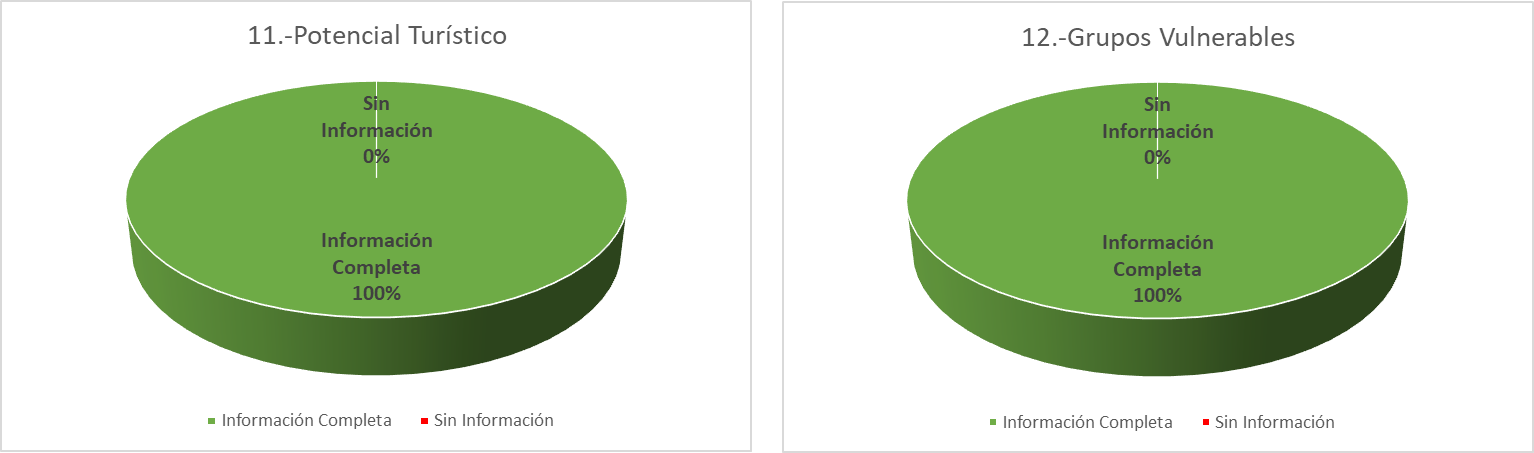 11.-Potencial Turístico
Sin
Información
0%
Información
Completa
100%
Información Completa
Sin Información
12.-Grupos Vulnerables
Sin
Información
0%
Información
Completa
100%
Información Completa
Sin Información